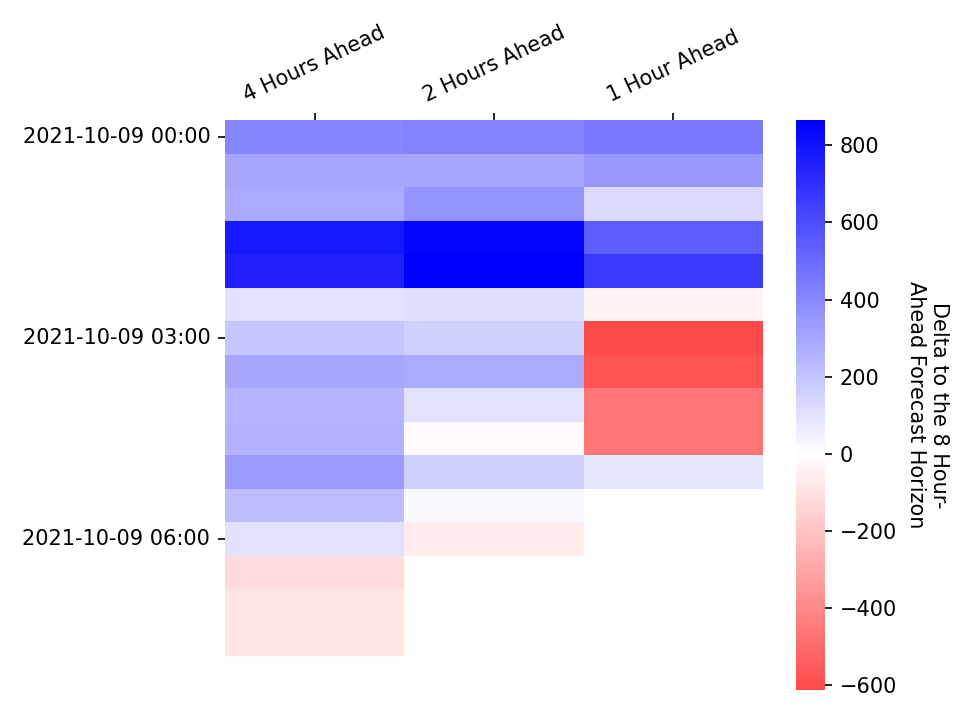 4 Hours Ahead
2 Hours Ahead
1 Hour Ahead
2021-10-09 00:00
2021-10-09 03:00
2021-10-09 06:00
800
600
400
200
0
−200
−400
−600
Delta to the 8 Hour-
Ahead Forecast Horizon